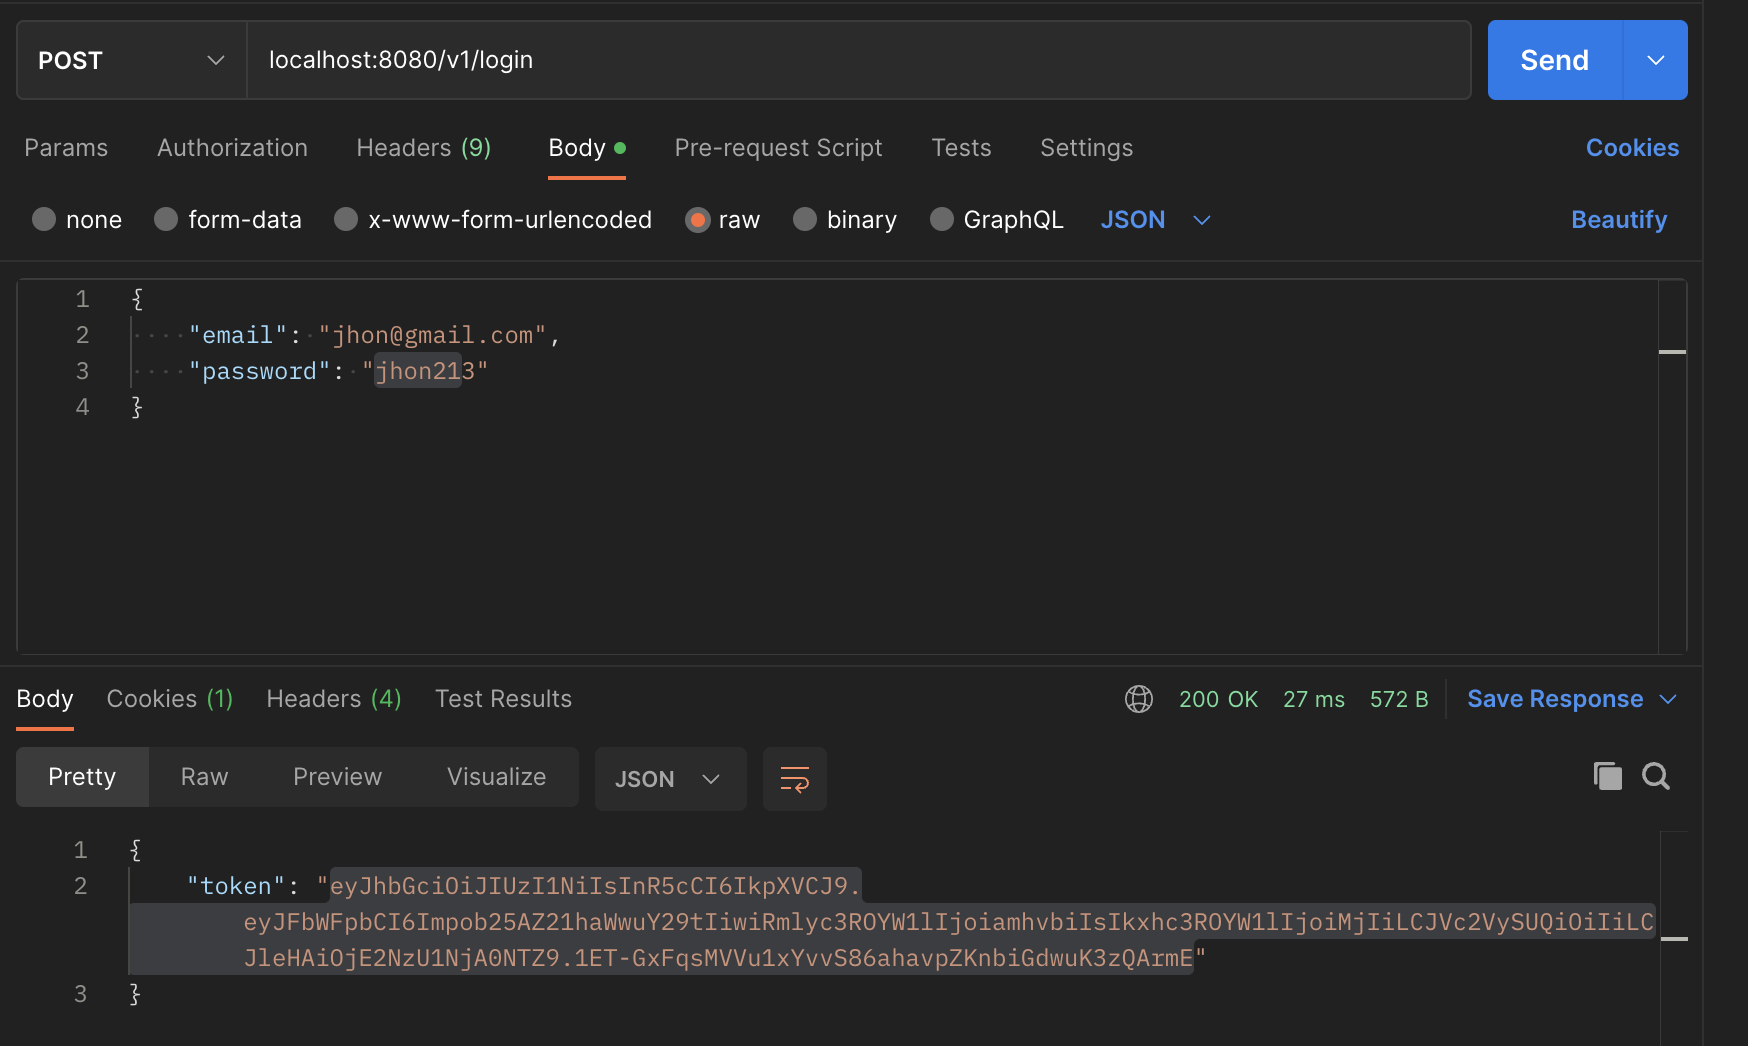 POST localhost:8080/v1/login Send
Params Authorization Headers (9) Body Pre-request Script Tests Settings Cookies
none form-data x-www-form-urlencoded raw binary GraphQL JSON Beautify
1 {
2 "email": "jhon@gmail.com",
3 "password": "jhon213"
4 }
Body Cookies (1) Headers (4) Test Results 200 OK 27 ms 572 B Save Response
Pretty Raw Preview Visualize JSON
1 {
2 "token": "eyJhbGciOiJIUzI1NiIsInR5cCI6IkpXVCJ9.
eyJFbWFpbCI6Impob25AZ21haWwuY29tIiwiRmlyc3ROYW1lIjoiamhvbiIsIkxhc3ROYW1lIjoiMjIiLCJVc2VySUQiOiIiLC
JleHAiOjE2NzU1NjA0NTZ9.1ET-GxFqsMVVu1xYvvS86ahavpZKnbiGdwuK3zQArmE"
3 }